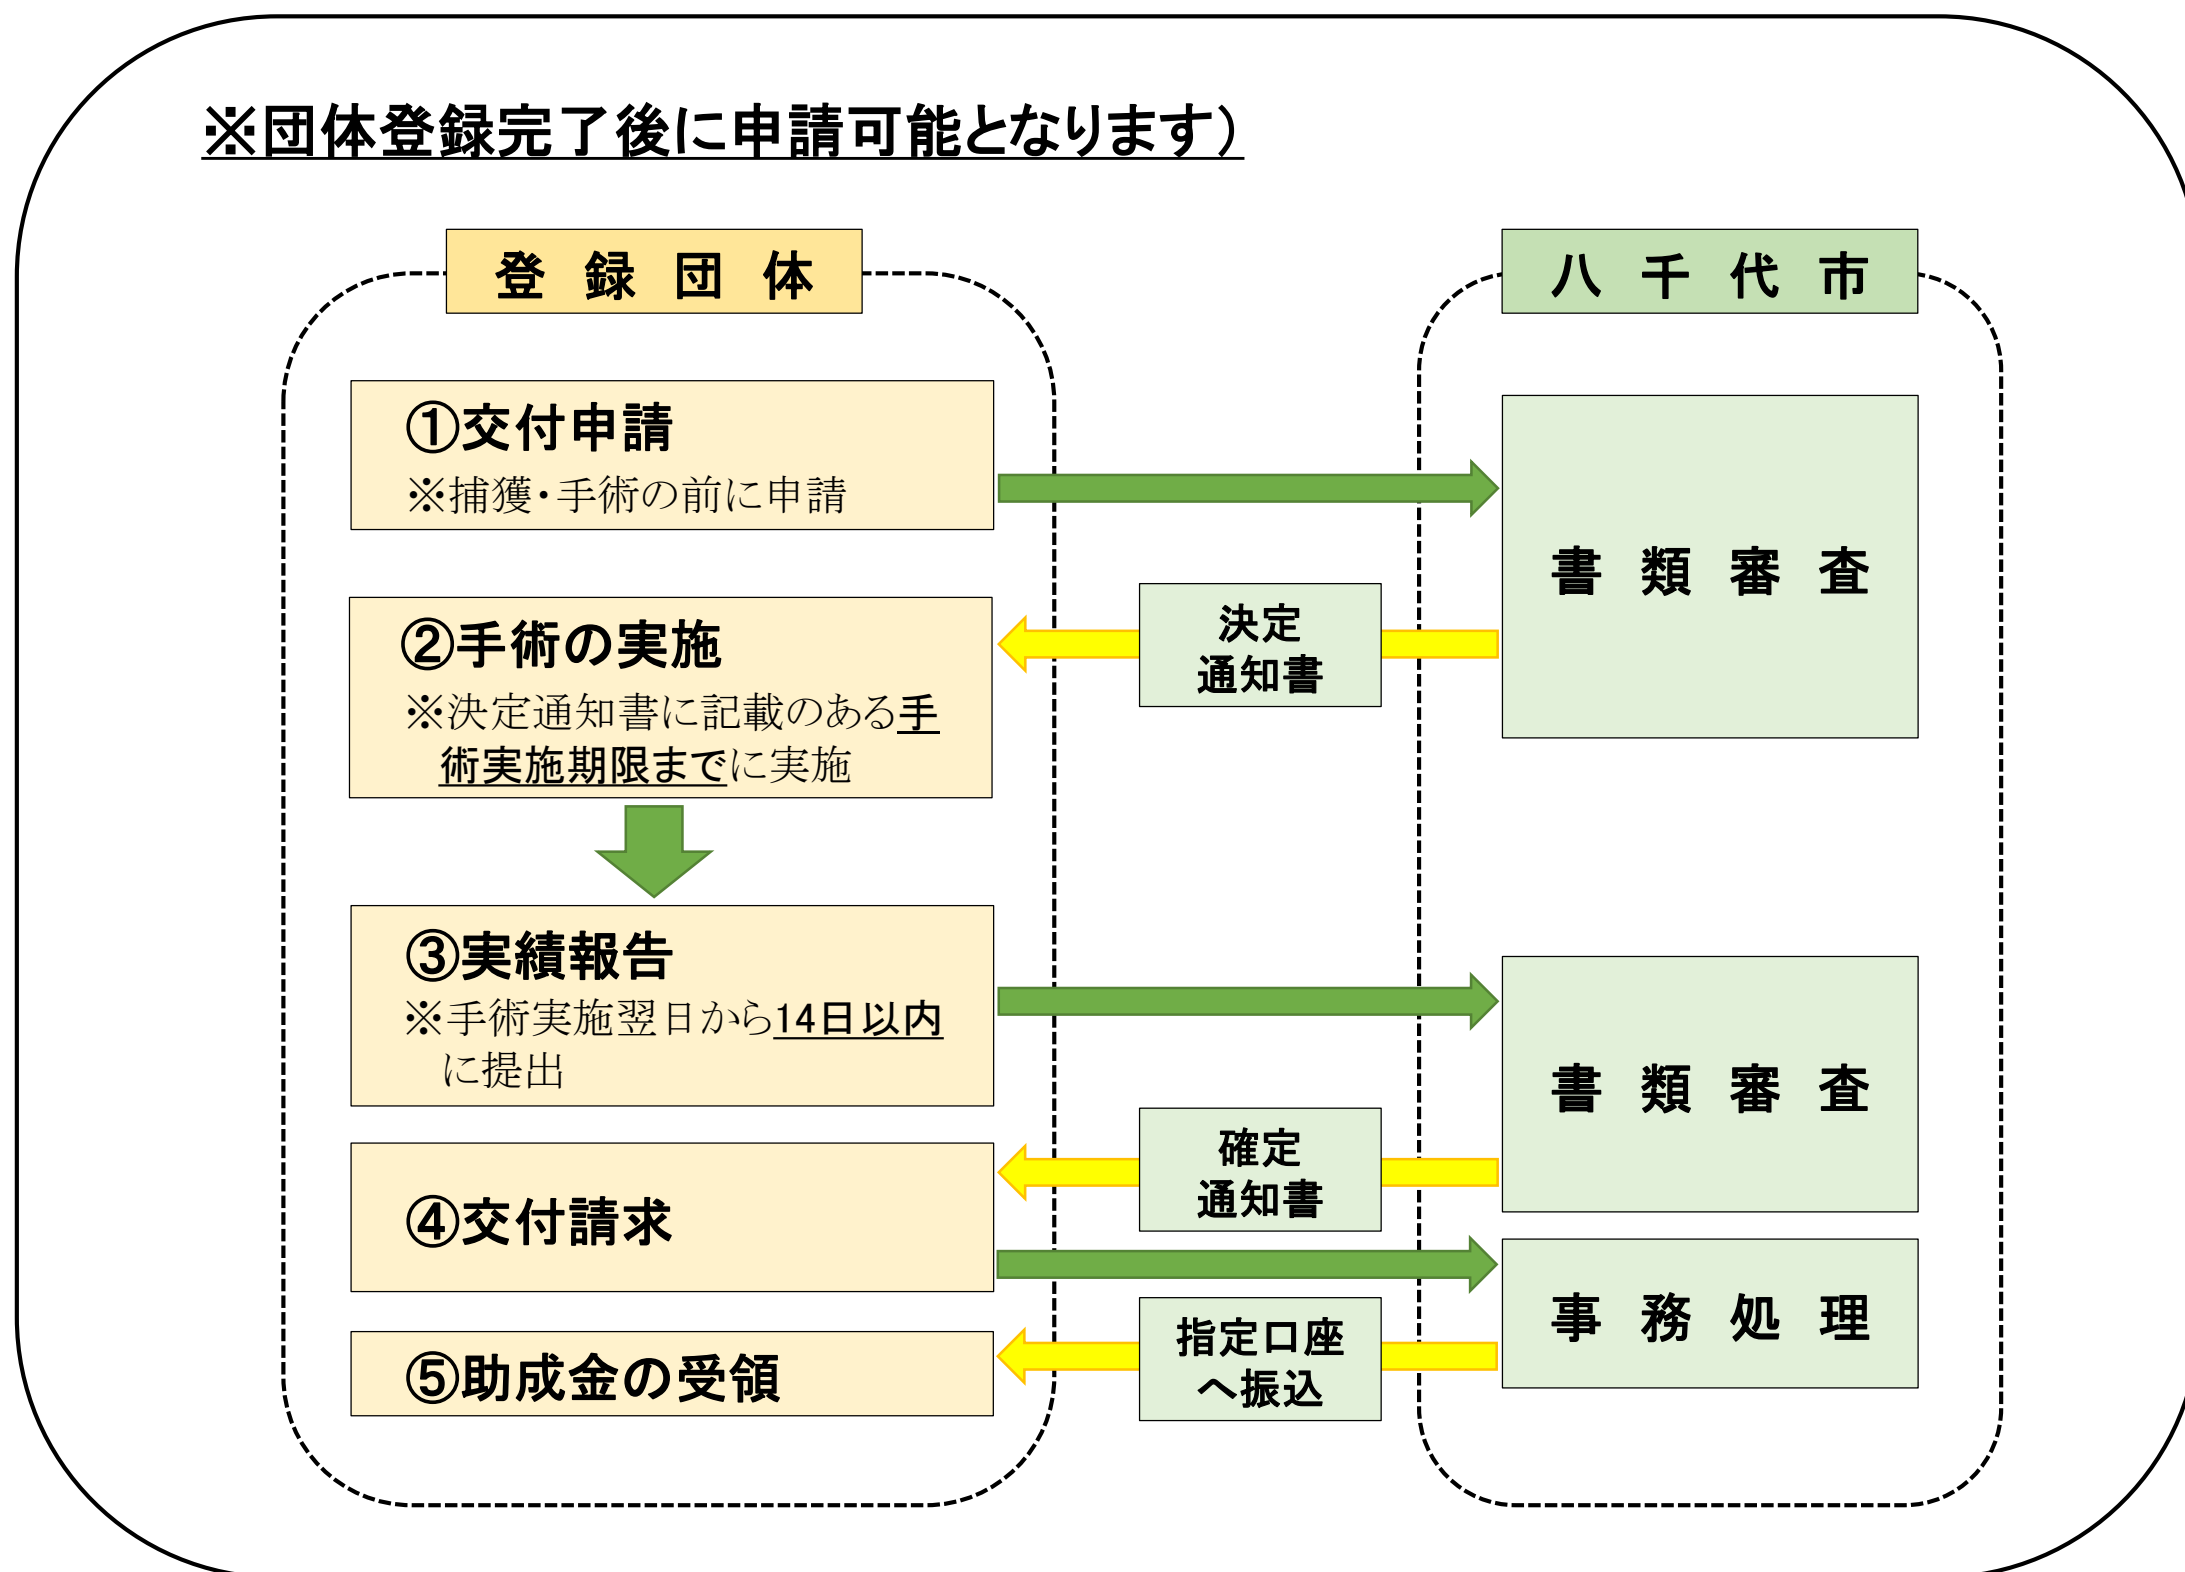 ※団体登録完了後に申請可能となります）
登録団体
八千代市
①交付申請
※捕獲・手術の前に申請
書類審査
決定
通知書
②手術の実施
※決定通知書に記載のある手
術実施期限までに実施
③実績報告
※手術実施翌日から14日以内
に提出
書類審査
確定
通知書
④交付請求
事務処理
指定口座
へ振込
⑤助成金の受領